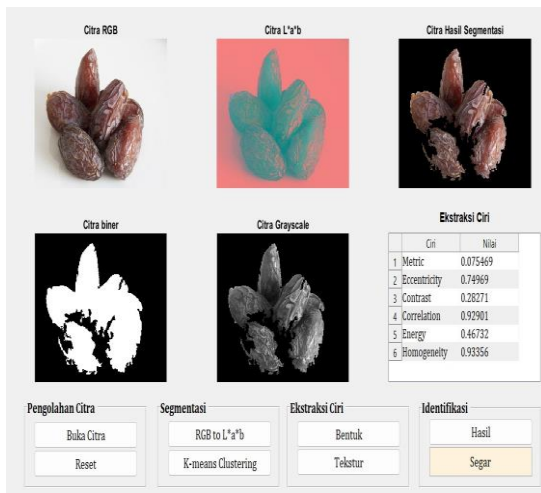 Citra RGB
Citra L*a*b
Citra Hasil Segmentasi
Citra biner
Citra Grayscale
Ekstraksi Ciri
Ciri Nilai
1 Metric 0.075469
2 Eccentricity 0.74969
3 Contrast 0.28271
4 Correlation 0.92901
5 Energy 0.46732
6 Homogeneity 0.93356
Pengolahan Citra
Buka Citra
Reset
Segmentasi
RGB to L*a*b
K-means Clustering
Ekstraksi Ciri
Bentuk
Tekstur
Identifikasi
Hasil
Segar